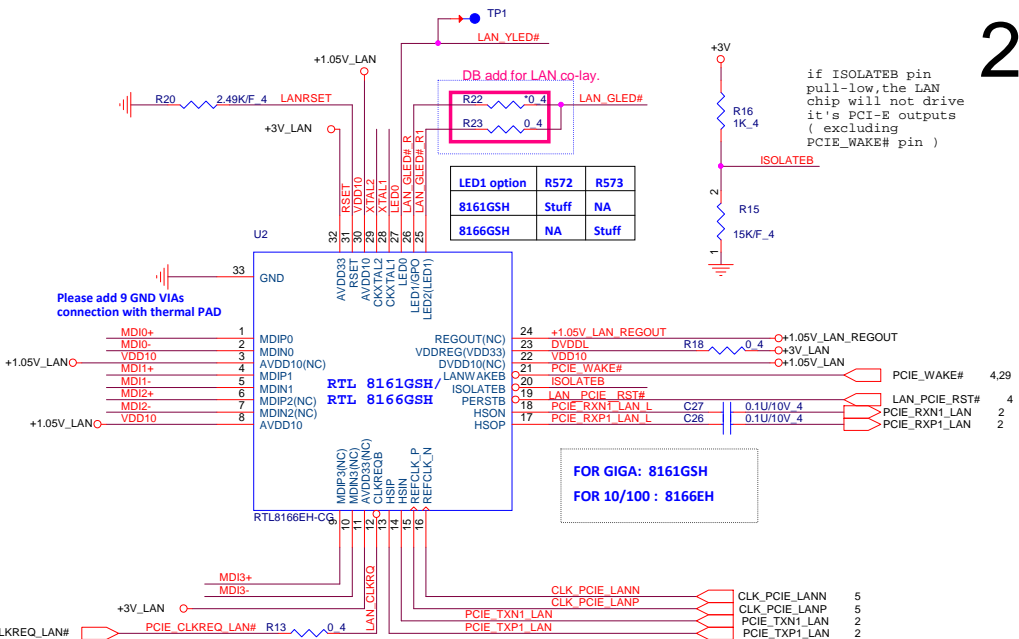 TP1
2
LAN_YLED#
+3V
+1.05V_LAN
DB add for LAN co-lay.
if ISOLATEB pin
pull-low,the LAN
chip will not drive
it's PCI-E outputs
( excluding
PCIE_WAKE# pin )
R20 2.49K/F_4 LANRSET
R22 *0_4 LAN_GLED#
R16
1K_4
+3V_LAN
R23 0_4
ISOLATEB
RSET
VDD10
XTAL2
XTAL1
LED0
LAN_GLED#_R
LAN_GLED#_R1
LED1 option R572 R573
8161GSH Stuff NA
8166GSH NA Stuff
2
R15
15K/F_4
1
U2
32 31 30 29 28 27 26 25
33 GND
AVDD33
RSET
AVDD10
CKXTAL2
CKXTAL1
LED0
LED1/GPO
LED2(LED1)
Please add 9 GND VIAs
connection with thermal PAD
MDI0+ 1 MDIP0
MDI0- 2 MDIN0
+1.05V_LAN VDD10 3 AVDD10(NC)
MDI1+ 4 MDIP1
MDI1- 5 MDIN1
MDI2+ 6 MDIP2(NC)
MDI2- 7 MDIN2(NC)
+1.05V_LAN VDD10 8 AVDD10
RTL 8161GSH/
RTL 8166GSH
REGOUT(NC) 24 +1.05V_LAN_REGOUT +1.05V_LAN_REGOUT
VDDREG(VDD33) 23 DVDDL R18 0_4 +3V_LAN
DVDD10(NC) 22 VDD10 +1.05V_LAN
LANWAKEB 21 PCIE_WAKE# PCIE_WAKE# 4,29
ISOLATEB 20 ISOLATEB
PERSTB 19 LAN_PCIE_RST# LAN_PCIE_RST# 4
HSON 18 PCIE_RXN1_LAN_L C27 0.1U/10V_4 PCIE_RXN1_LAN 2
HSOP 17 PCIE_RXP1_LAN_L C26 0.1U/10V_4 PCIE_RXP1_LAN 2
MDIP3(NC)
MDIN3(NC)
AVDD33(NC)
CLKREQB
HSIP
HSIN
REFCLK_P
REFCLK_N
FOR GIGA: 8161GSH
FOR 10/100 : 8166EH
RTL8166EH-CG
9 10 11 12 13 14 15 16
MDI3+
MDI3-
LAN_CLKRQ
CLK_PCIE_LANN CLK_PCIE_LANN 5
CLK_PCIE_LANP CLK_PCIE_LANP 5
+3V_LAN
PCIE_TXN1_LAN PCIE_TXN1_LAN 2
LKREQ_LAN# PCIE_CLKREQ_LAN# R13 0_4
PCIE_TXP1_LAN PCIE_TXP1_LAN 2